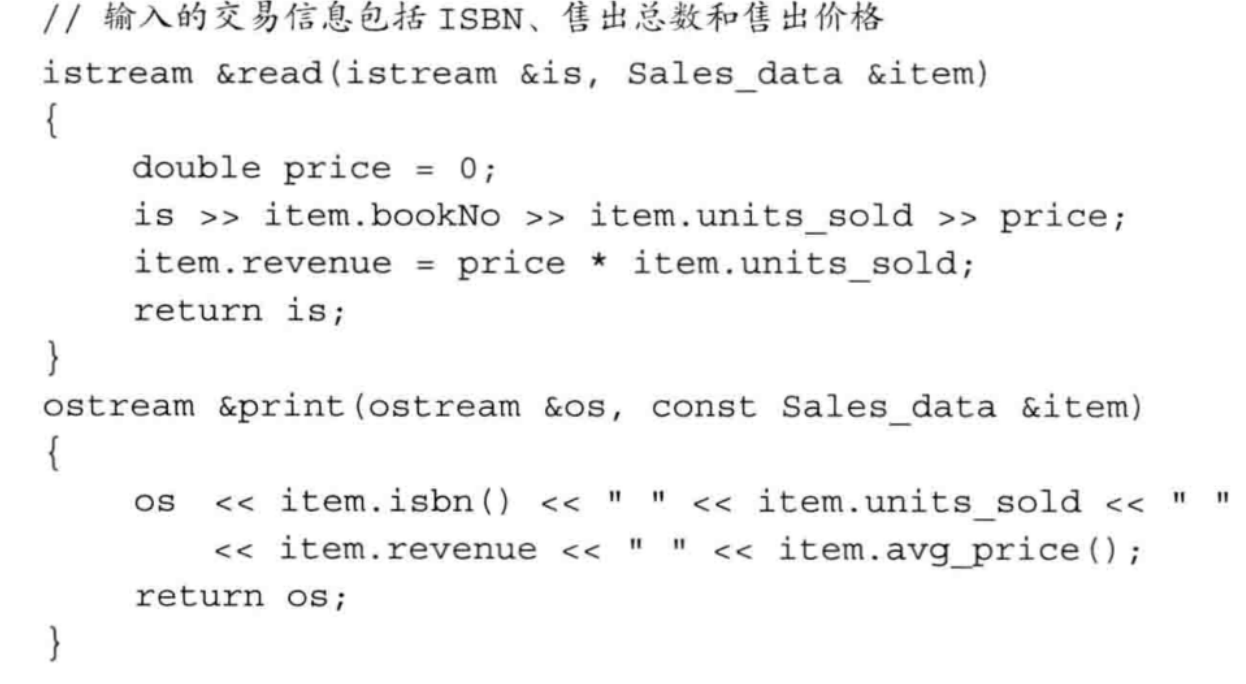 // 输入的交易信息包括 ISBN、售出总数和售出价格
istream &read(istream &is, Sales_data &item)
{
    double price = 0;
    is >> item.bookNo >> item.units_sold >> price;
    item.revenue = price * item.units_sold;
    return is;
}
ostream &print(ostream &os, const Sales_data &item)
{
    os  << item.isbn() << " " << item.units_sold << " "
        << item.revenue << " " << item.avg_price();
    return os;
}